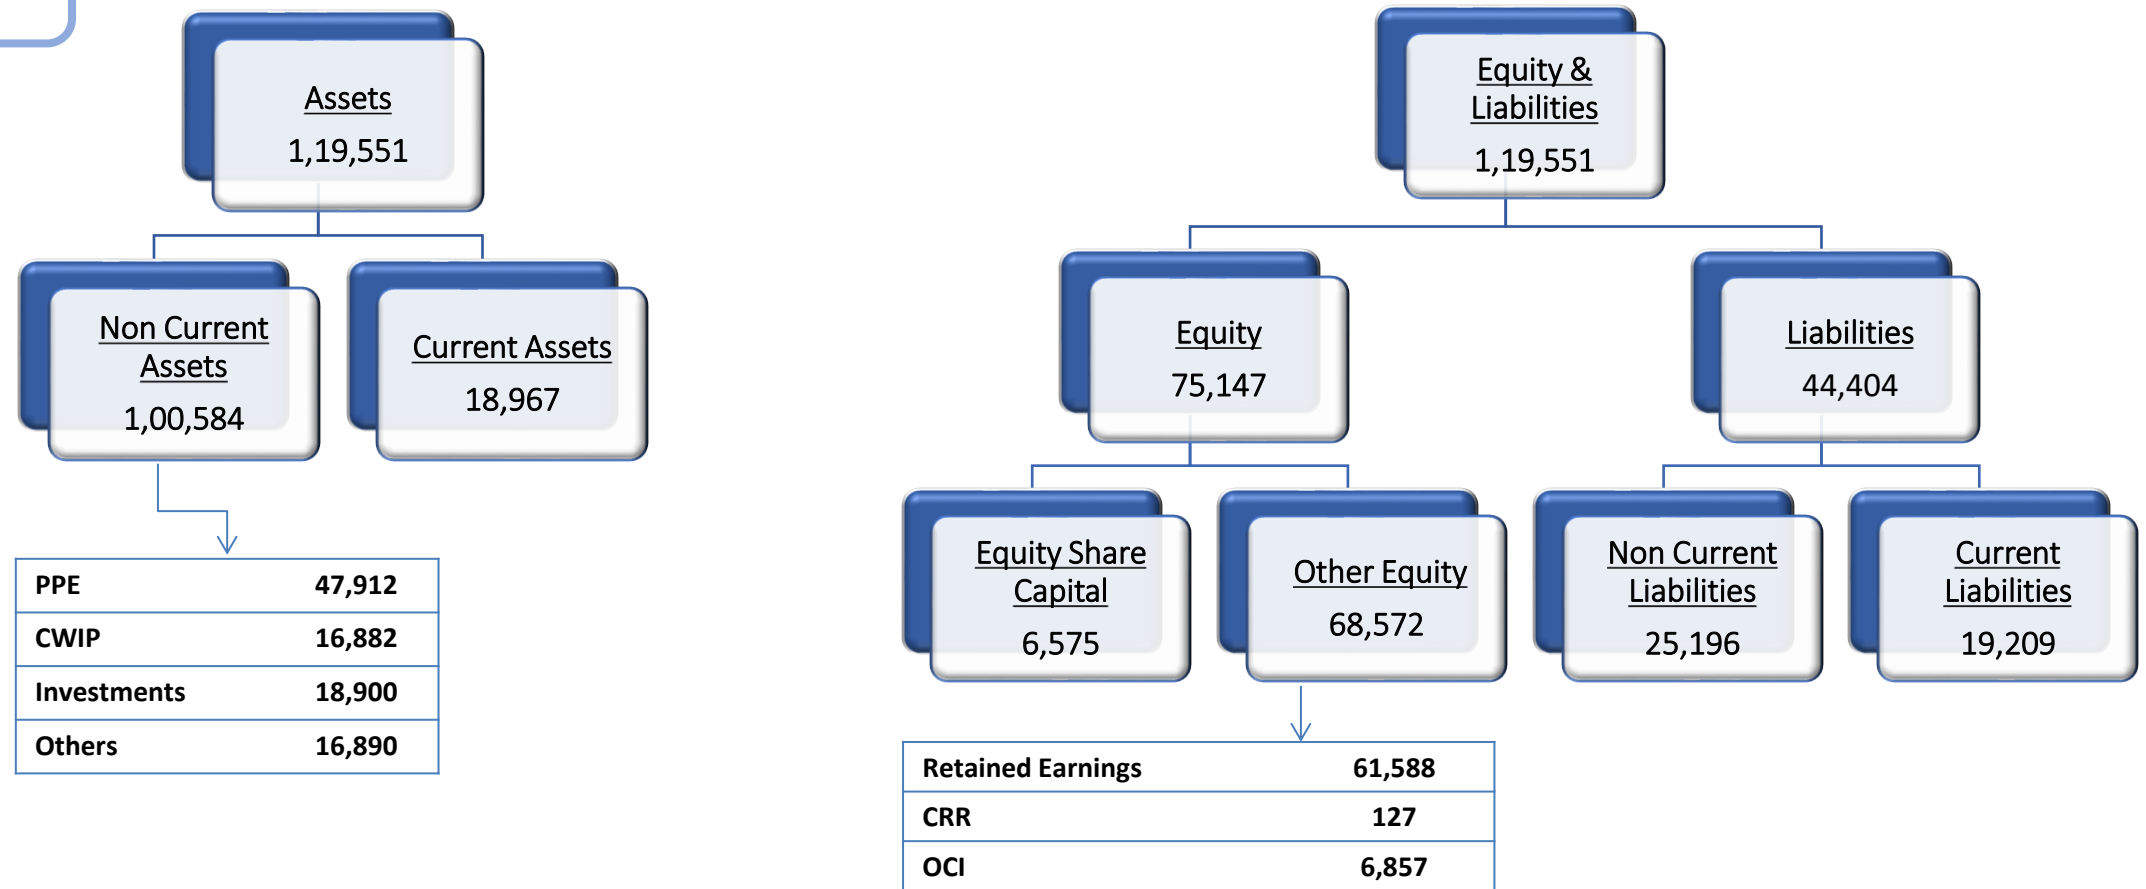 Assets
1,19,551
Non Current
Assets
1,00,584
Current Assets
18,967
PPE 47,912
CWIP 16,882
Investments 18,900
Others 16,890
Equity &
Liabilities
1,19,551
Equity
75,147
Liabilities
44,404
Equity Share
Capital
6,575
Other Equity
68,572
Non Current
Liabilities
25,196
Current
Liabilities
19,209
Retained Earnings 61,588
CRR 127
OCI 6,857